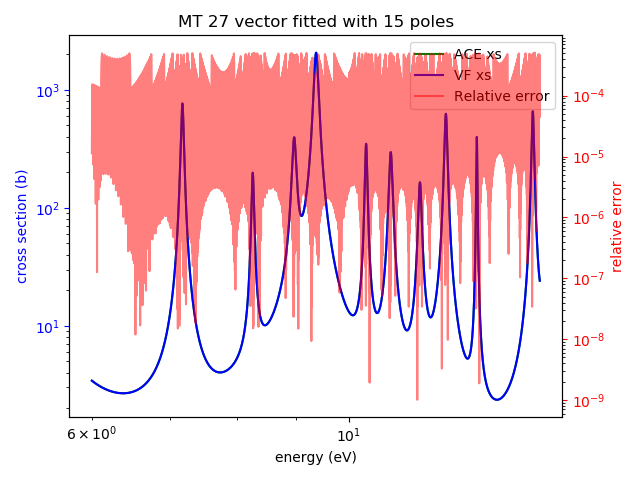 MT 27 vector fitted with 15 poles
ACE xs
VF xs
Relative error
10³
10²
10¹
cross section (b)
10⁻⁴
10⁻⁵
10⁻⁶
10⁻⁷
10⁻⁸
10⁻⁹
relative error
6 × 10⁰
10¹
energy (eV)